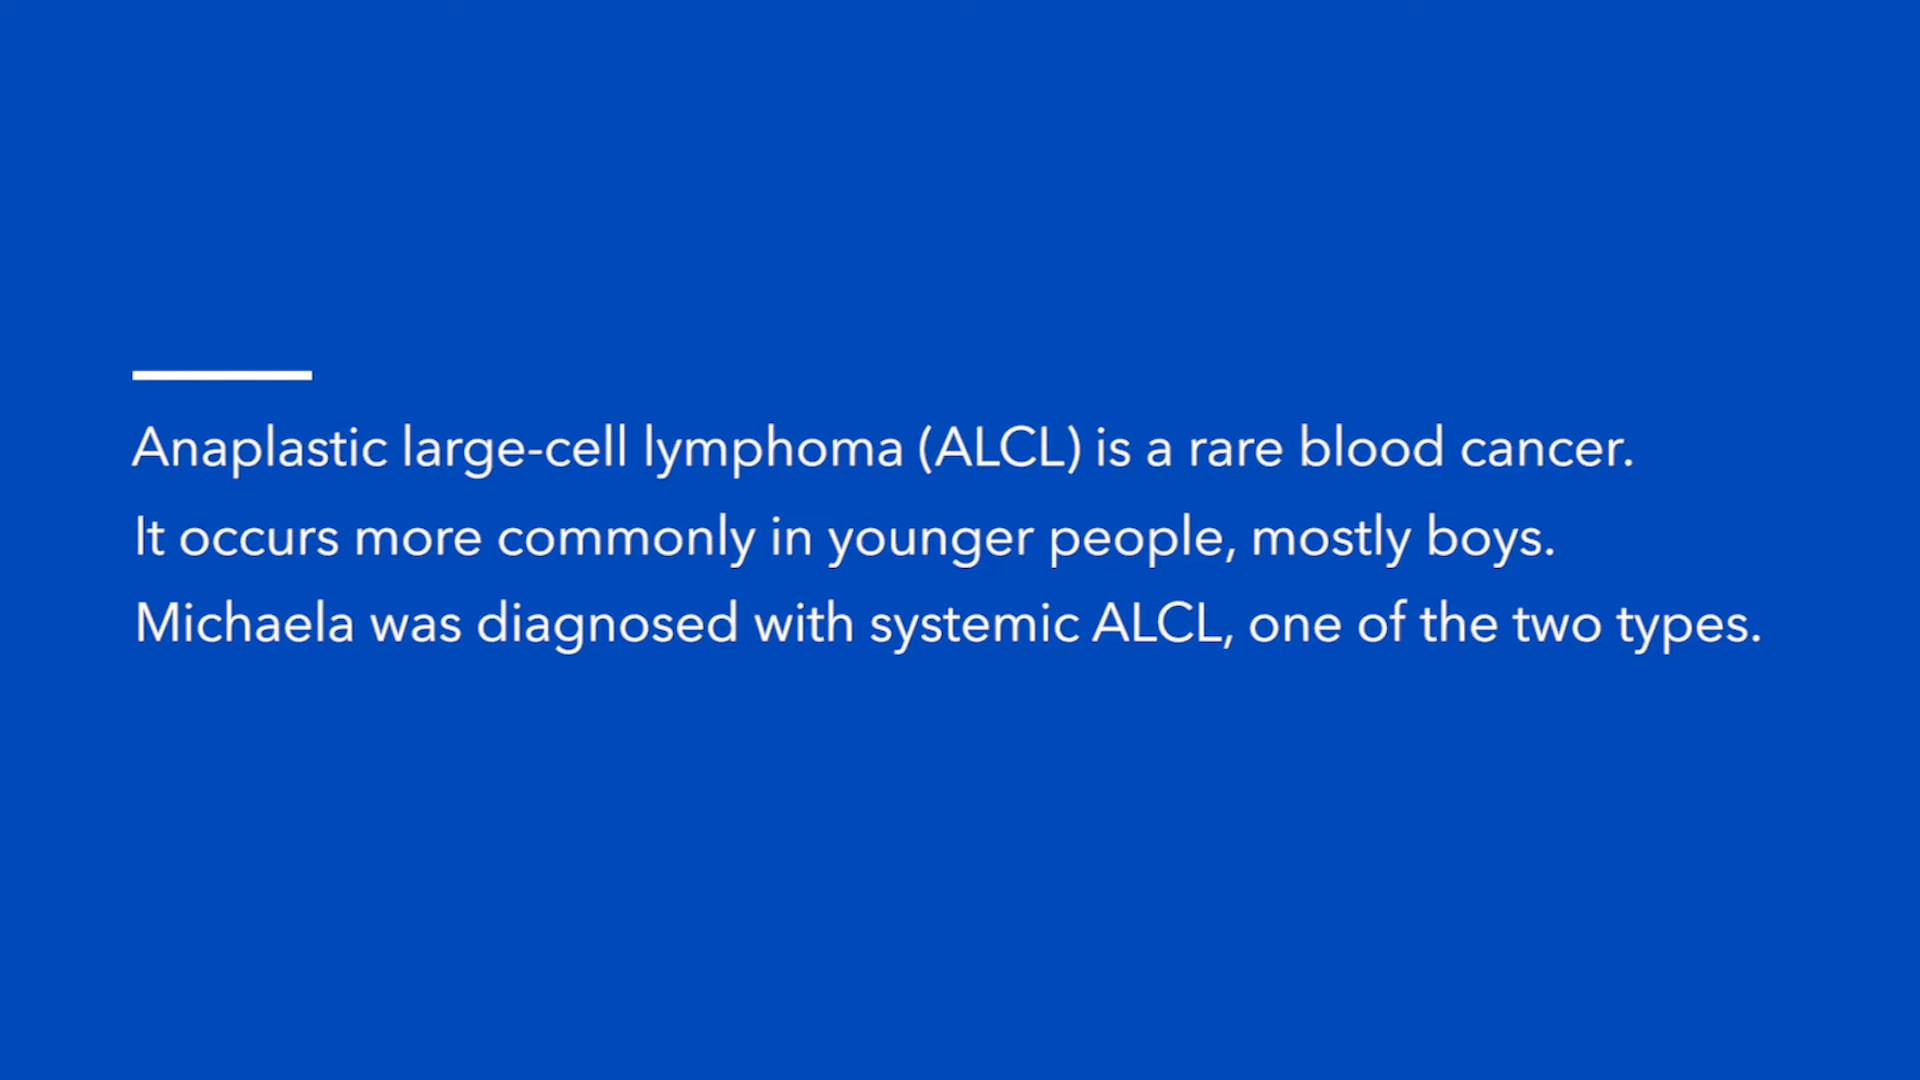 Anaplastic large-cell lymphoma (ALCL) is a rare blood cancer.
It occurs more commonly in younger people, mostly boys.
Michaela was diagnosed with systemic ALCL, one of the two types.